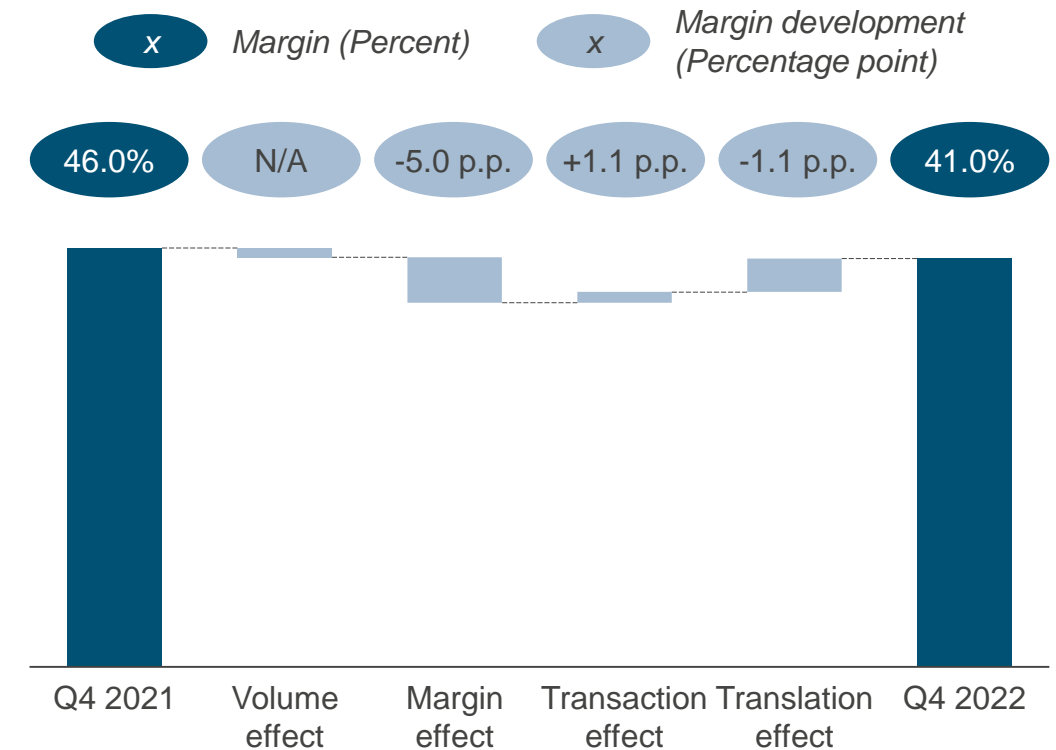 x Margin (Percent)
x Margin development
(Percentage point)
46.0% N/A -5.0 p.p. +1.1 p.p. -1.1 p.p. 41.0%
Q4 2021 Volume Margin Transaction Translation Q4 2022
effect effect effect effect